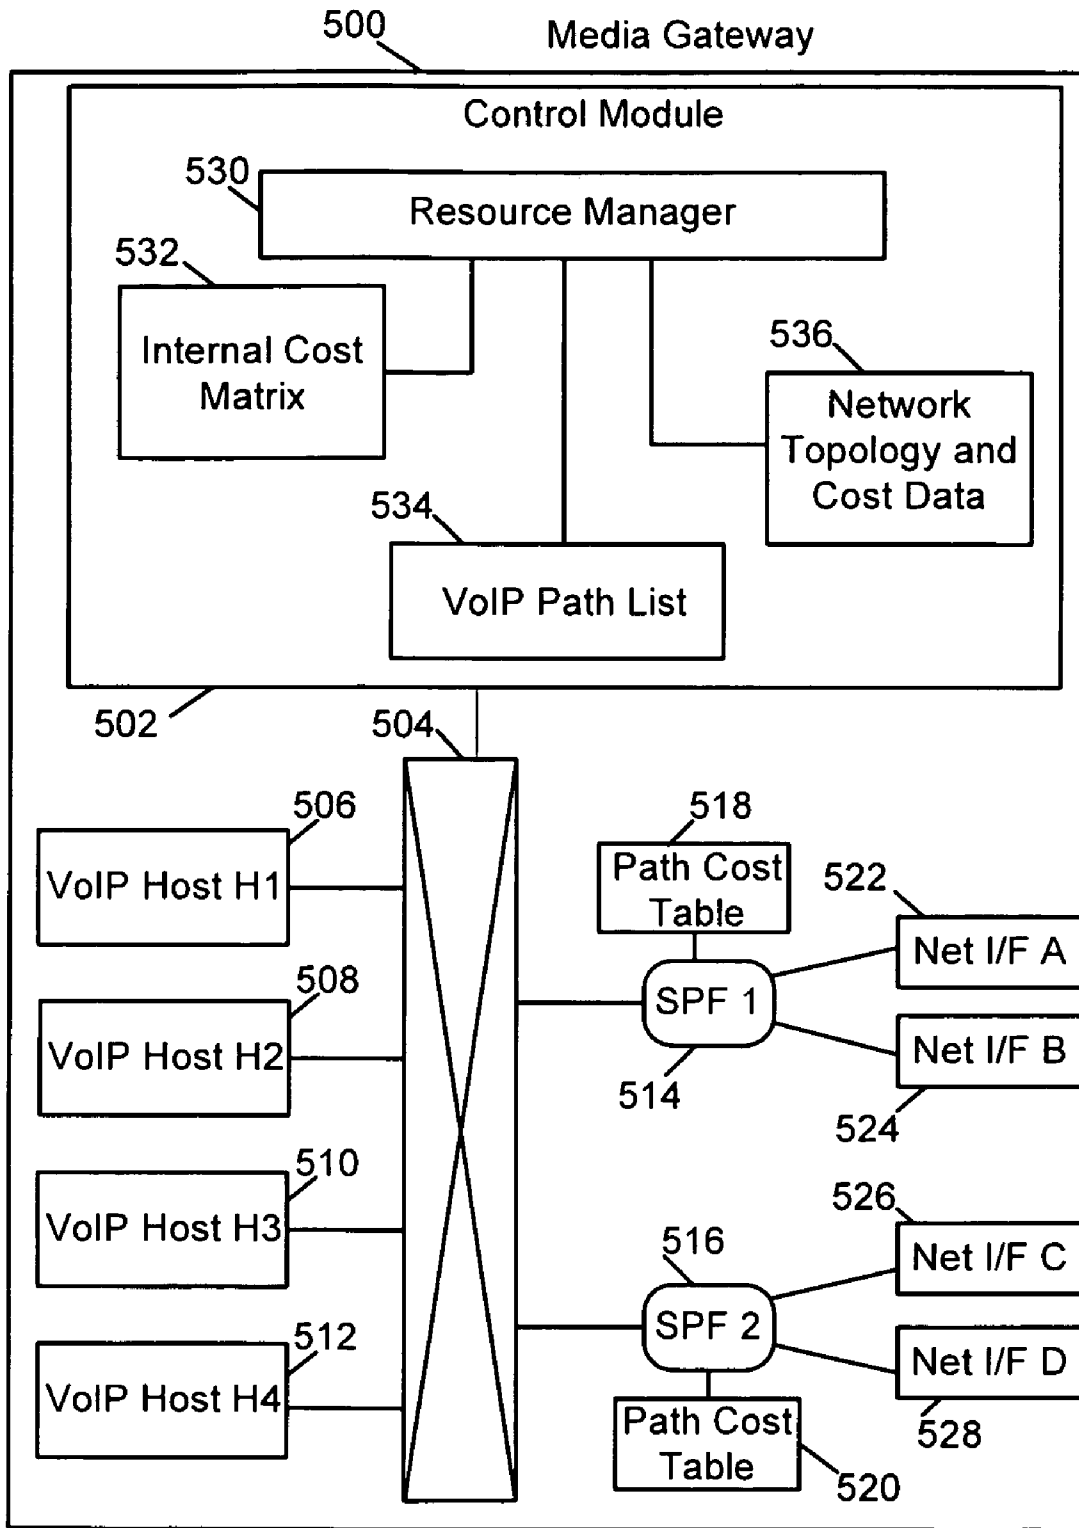 500
Media Gateway
Control Module
530
Resource Manager
532
Internal Cost
Matrix
536
Network
Topology and
Cost Data
534
VoIP Path List
502
504
506
VoIP Host H1
518
Path Cost
Table
522
Net I/F A
SPF 1
508
VoIP Host H2
514
Net I/F B
524
510
VoIP Host H3
516
526
Net I/F C
SPF 2
512
VoIP Host H4
Net I/F D
528
Path Cost
Table
520